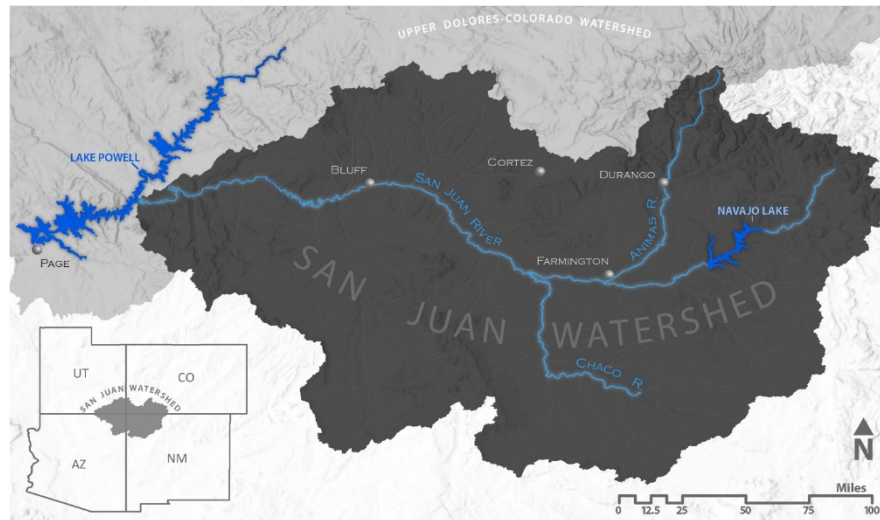 UPPER DOLORES-COLORADO WATERSHED
LAKE POWELL
BLUFF
CORTEZ
DURANGO
SAN JUAN RIVER
ANIMAS R.
NAVAJO LAKE
PAGE
FARMINGTON
SAN JUAN WATERSHED
CHACO R
UT
CO
SAN JUAN WATERSHED
AZ
NM
N
Miles
0 12.5 25 50 75 100